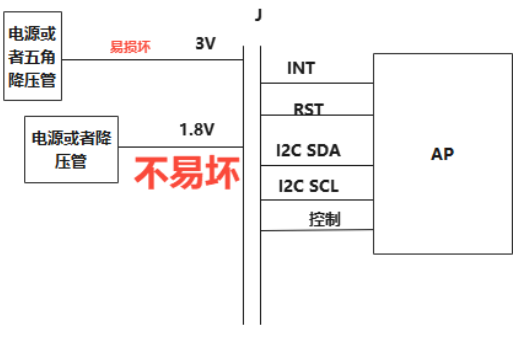 J
电源或
者五角
降压管
易损坏
3V
INT
RST
电源或者降
压管
1.8V
不易坏
I2C SDA
AP
I2C SCL
控制